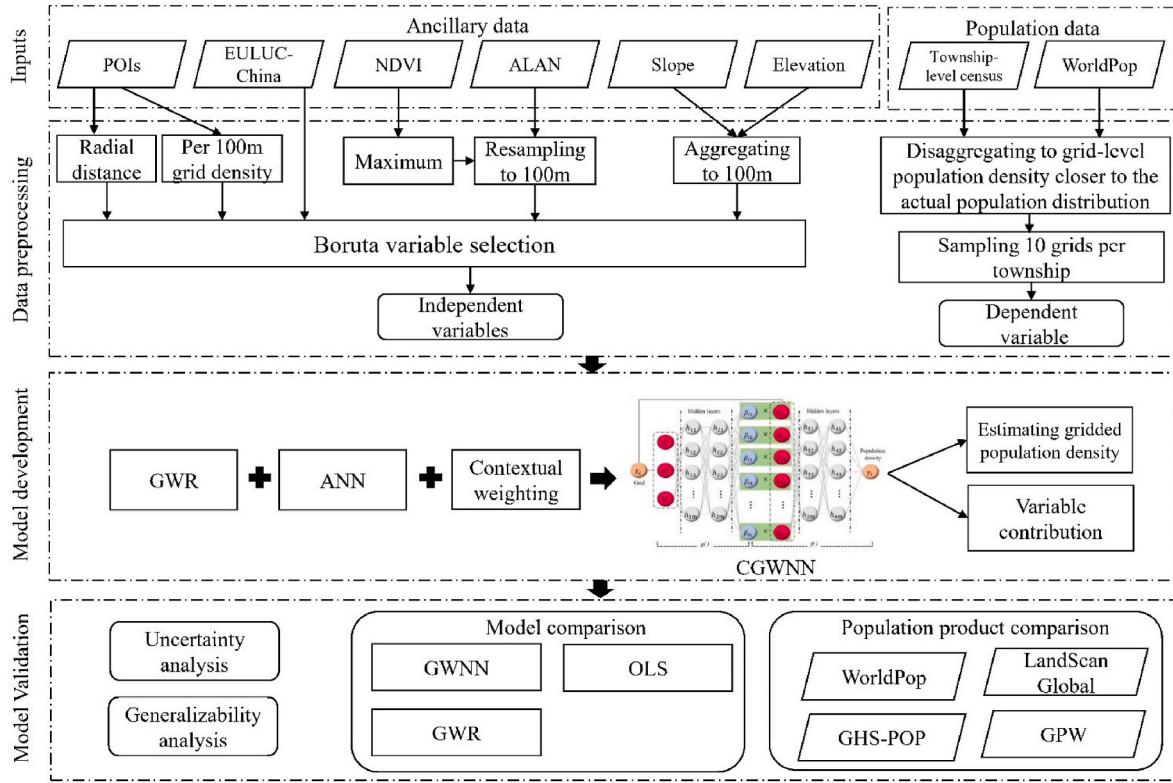 Inputs
Ancillary data
POIs
EULUC-
China
NDVI
ALAN
Slope
Elevation
Population data
Township-
level census
WorldPop
Data preprocessing
Radial
distance
Per 100m
grid density
Maximum
Resampling
to 100m
Aggregating
to 100m
Boruta variable selection
Independent
variables
Disaggregating to grid-level
population density closer to the
actual population distribution
Sampling 10 grids per
township
Dependent
variable
Model development
GWR
ANN
Contextual
weighting
Hidden layers
Hidden layers
Grid
Population
density
CGWNN
Estimating gridded
population density
Variable
contribution
Model Validation
Uncertainty
analysis
Generalizability
analysis
Model comparison
GWNN
OLS
GWR
Population product comparison
WorldPop
LandScan
Global
GHS-POP
GPW